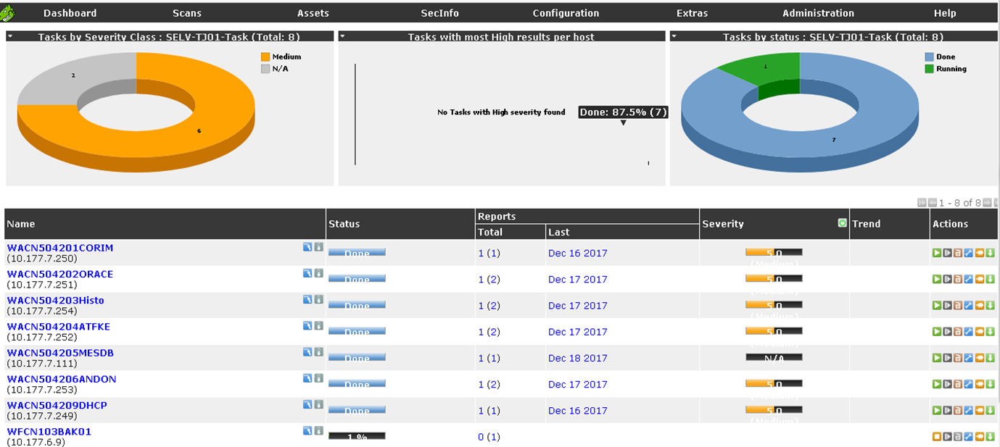 Dashboard Scans Assets SecInfo Configuration Extras Administration Help
Tasks by Severity Class : SELV-TJ01-Task (Total: 8)
Medium
N/A
2
6
Tasks with most High results per host
No Tasks with High severity found
Done: 87.5% (7)
1
Tasks by status : SELV-TJ01-Task (Total: 8)
Done
Running
1
7
1 - 8 of 8
Name Status Reports Severity Trend Actions
Total Last
WACN504201CORIM Done 1 (1) Dec 16 2017 5.0 (Medium)
(10.177.7.250)
WACN504202ORACE Done 1 (2) Dec 17 2017 5.0
(10.177.7.251)
WACN504203Histo Done 1 (2) Dec 17 2017 5.0 (Medium)
(10.177.7.254)
WACN504204ATFKE Done 1 (2) Dec 17 2017 5.0
(10.177.7.252)
WACN504205MESDB Done 1 (1) Dec 18 2017 N/A
(10.177.7.111)
WACN504206ANDON Done 1 (2) Dec 17 2017 5.0 (Medium)
(10.177.7.253)
WACN504209DHCP Done 1 (1) Dec 16 2017 5.0 (Medium)
(10.177.7.249)
WFCN103BAK01 1 % 0 (1)
(10.177.6.9)